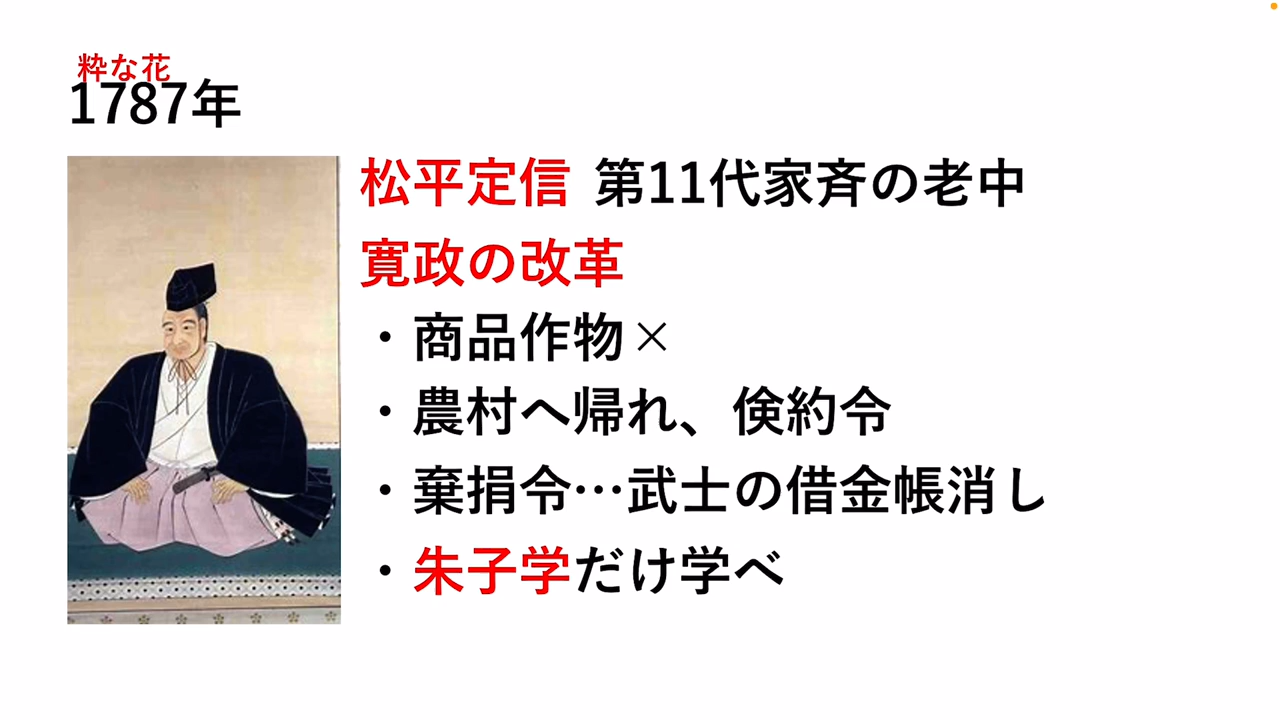 粋な花
1787年
松平定信 第11代家斉の老中
寛政の改革
・商品作物×
・農村へ帰れ、倹約令
・棄捐令…武士の借金帳消し
・朱子学だけ学べ